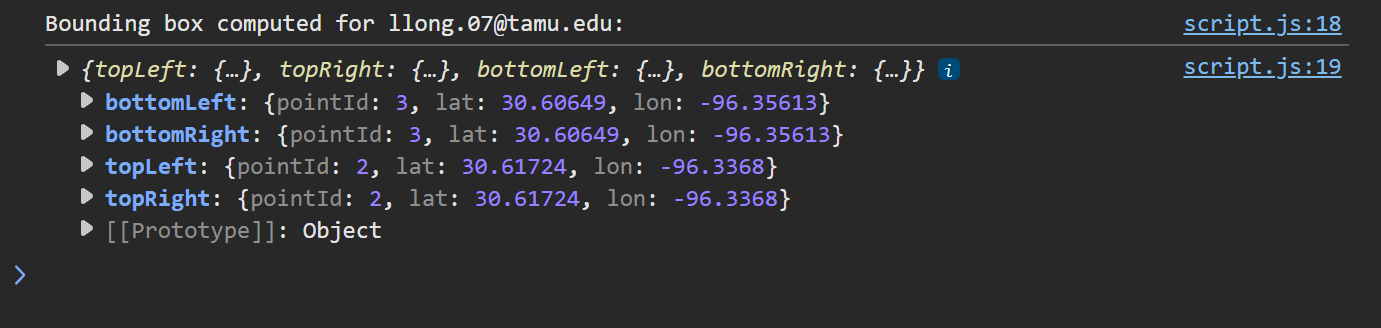 Bounding box computed for llong.07@tamu.edu: script.js:18
{topLeft: {…}, topRight: {…}, bottomLeft: {…}, bottomRight: {…}} i script.js:19
bottomLeft: {pointId: 3, lat: 30.60649, lon: -96.35613}
bottomRight: {pointId: 3, lat: 30.60649, lon: -96.35613}
topLeft: {pointId: 2, lat: 30.61724, lon: -96.3368}
topRight: {pointId: 2, lat: 30.61724, lon: -96.3368}
[[Prototype]]: Object